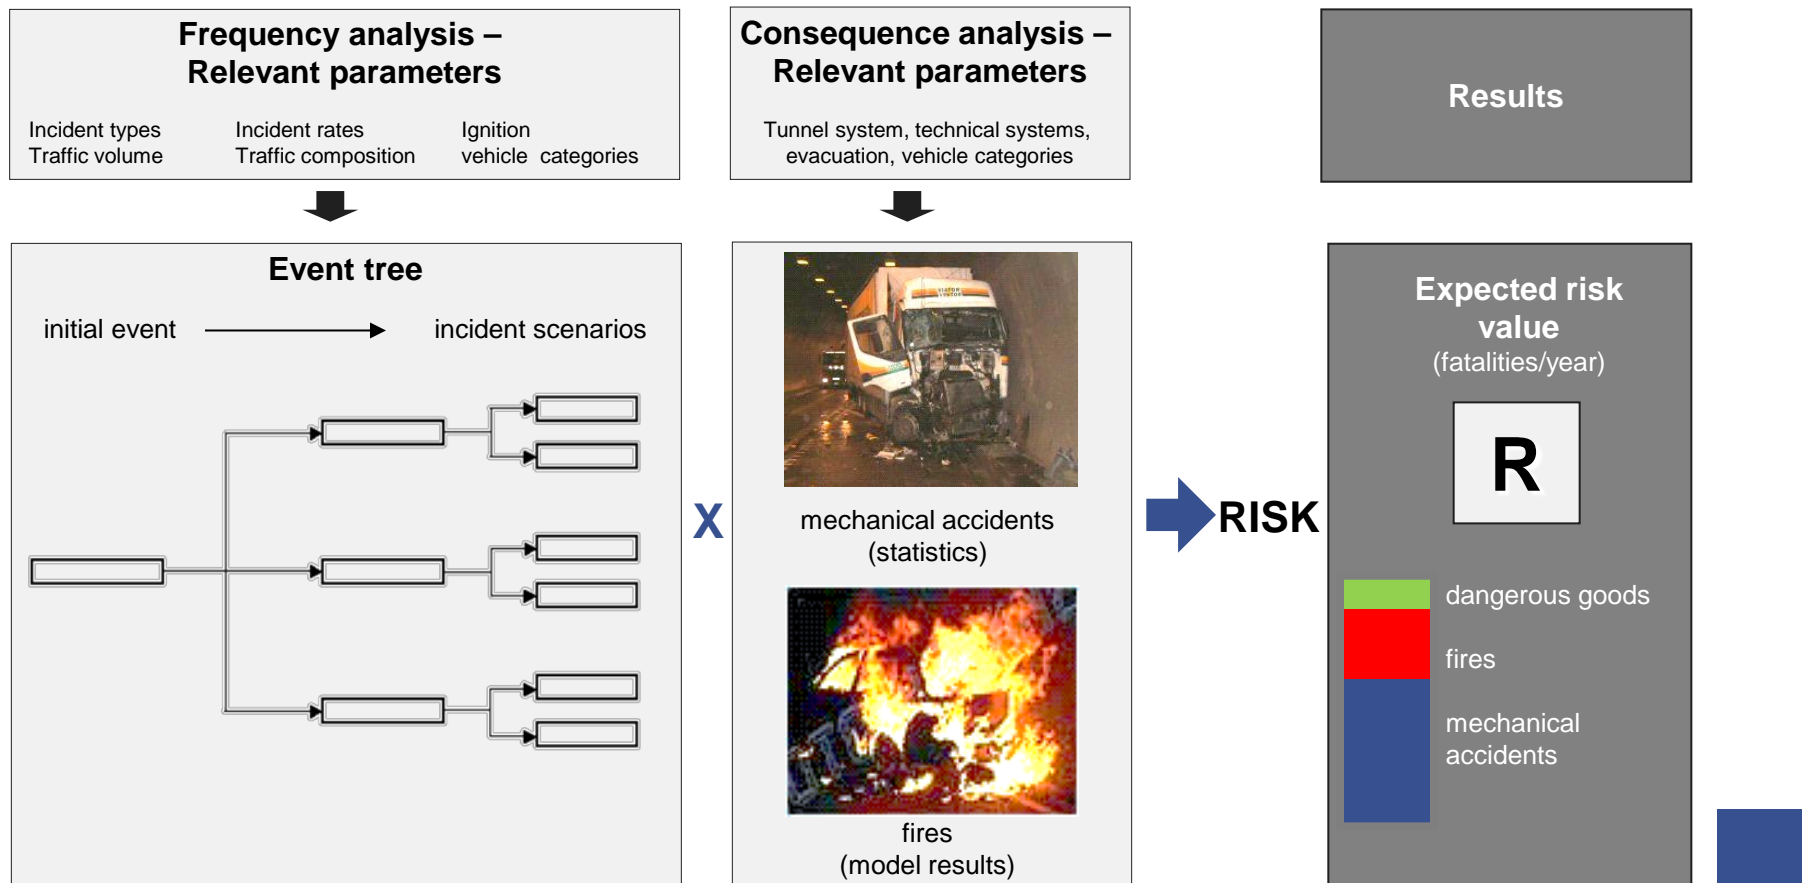 Frequency analysis –
Relevant parameters
Incident types
Incident rates
Ignition
Traffic volume
Traffic composition
vehicle categories
Consequence analysis –
Relevant parameters
Tunnel system, technical systems,
evacuation, vehicle categories
Results
Event tree
initial event
incident scenarios
X
VIATOR
mechanical accidents
(statistics)
fires
(model results)
RISK
Expected risk
value
(fatalities/year)
R
dangerous goods
fires
mechanical
accidents